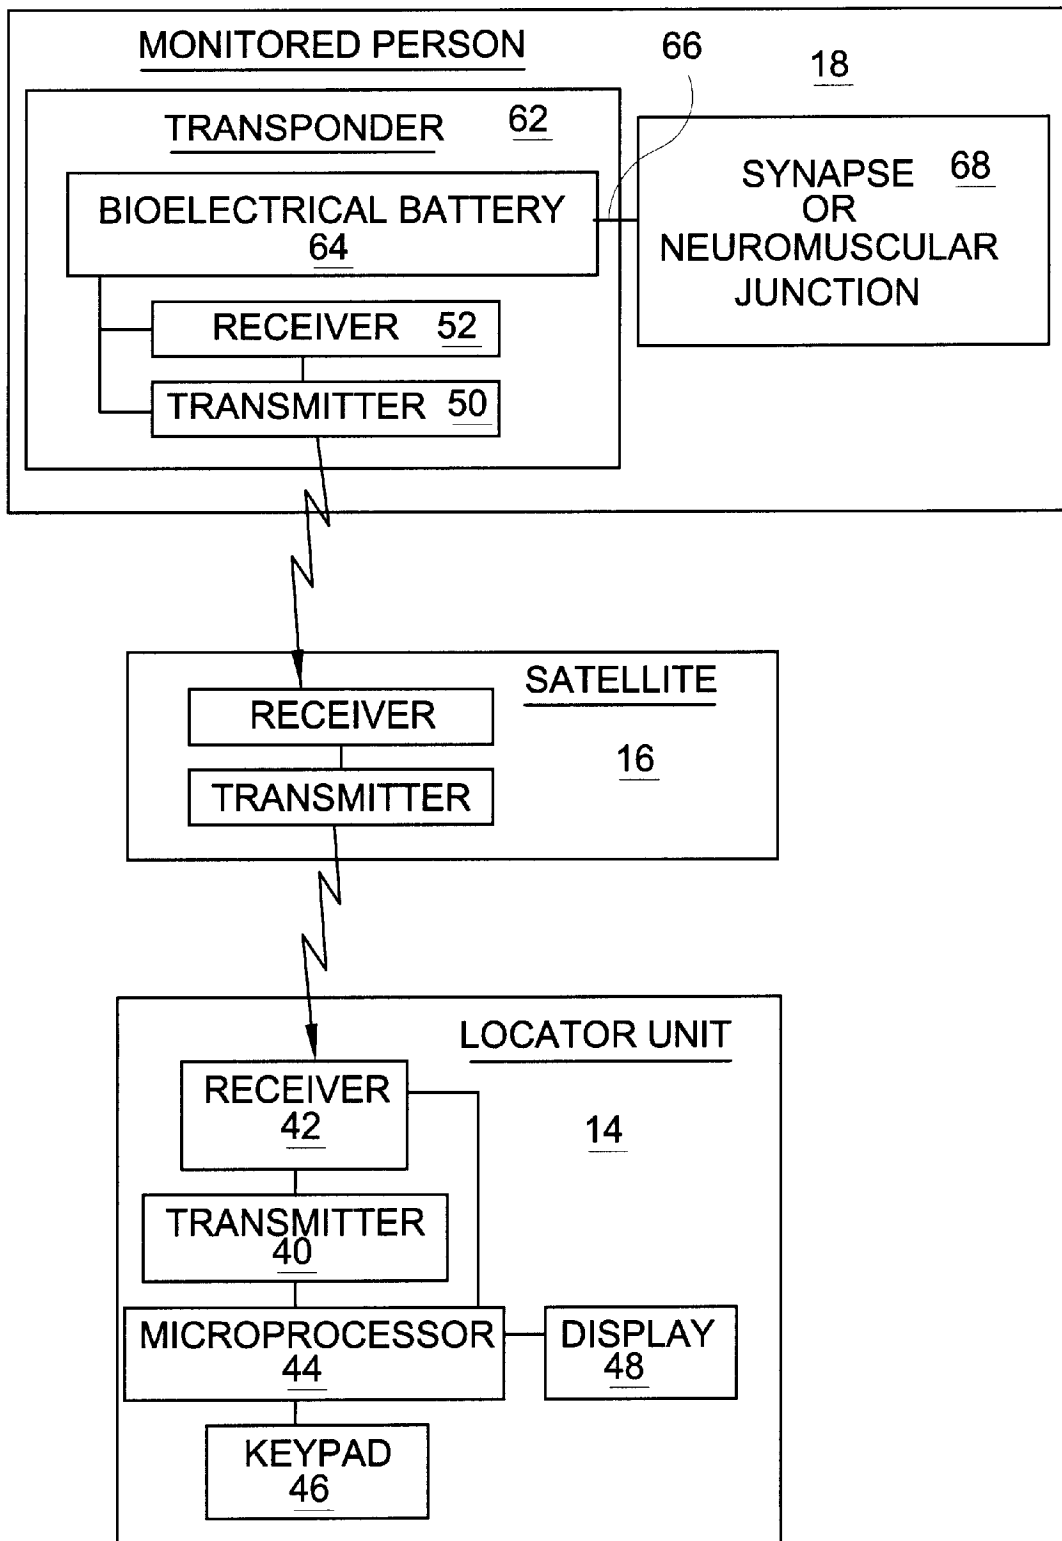 MONITORED PERSON
66
18
TRANSPONDER 62
BIOELECTRICAL BATTERY
64
RECEIVER 52
TRANSMITTER 50
SYNAPSE 68
OR
NEUROMUSCULAR
JUNCTION
SATELLITE
16
RECEIVER
TRANSMITTER
LOCATOR UNIT
14
RECEIVER
42
TRANSMITTER
40
MICROPROCESSOR
44
DISPLAY
48
KEYPAD
46